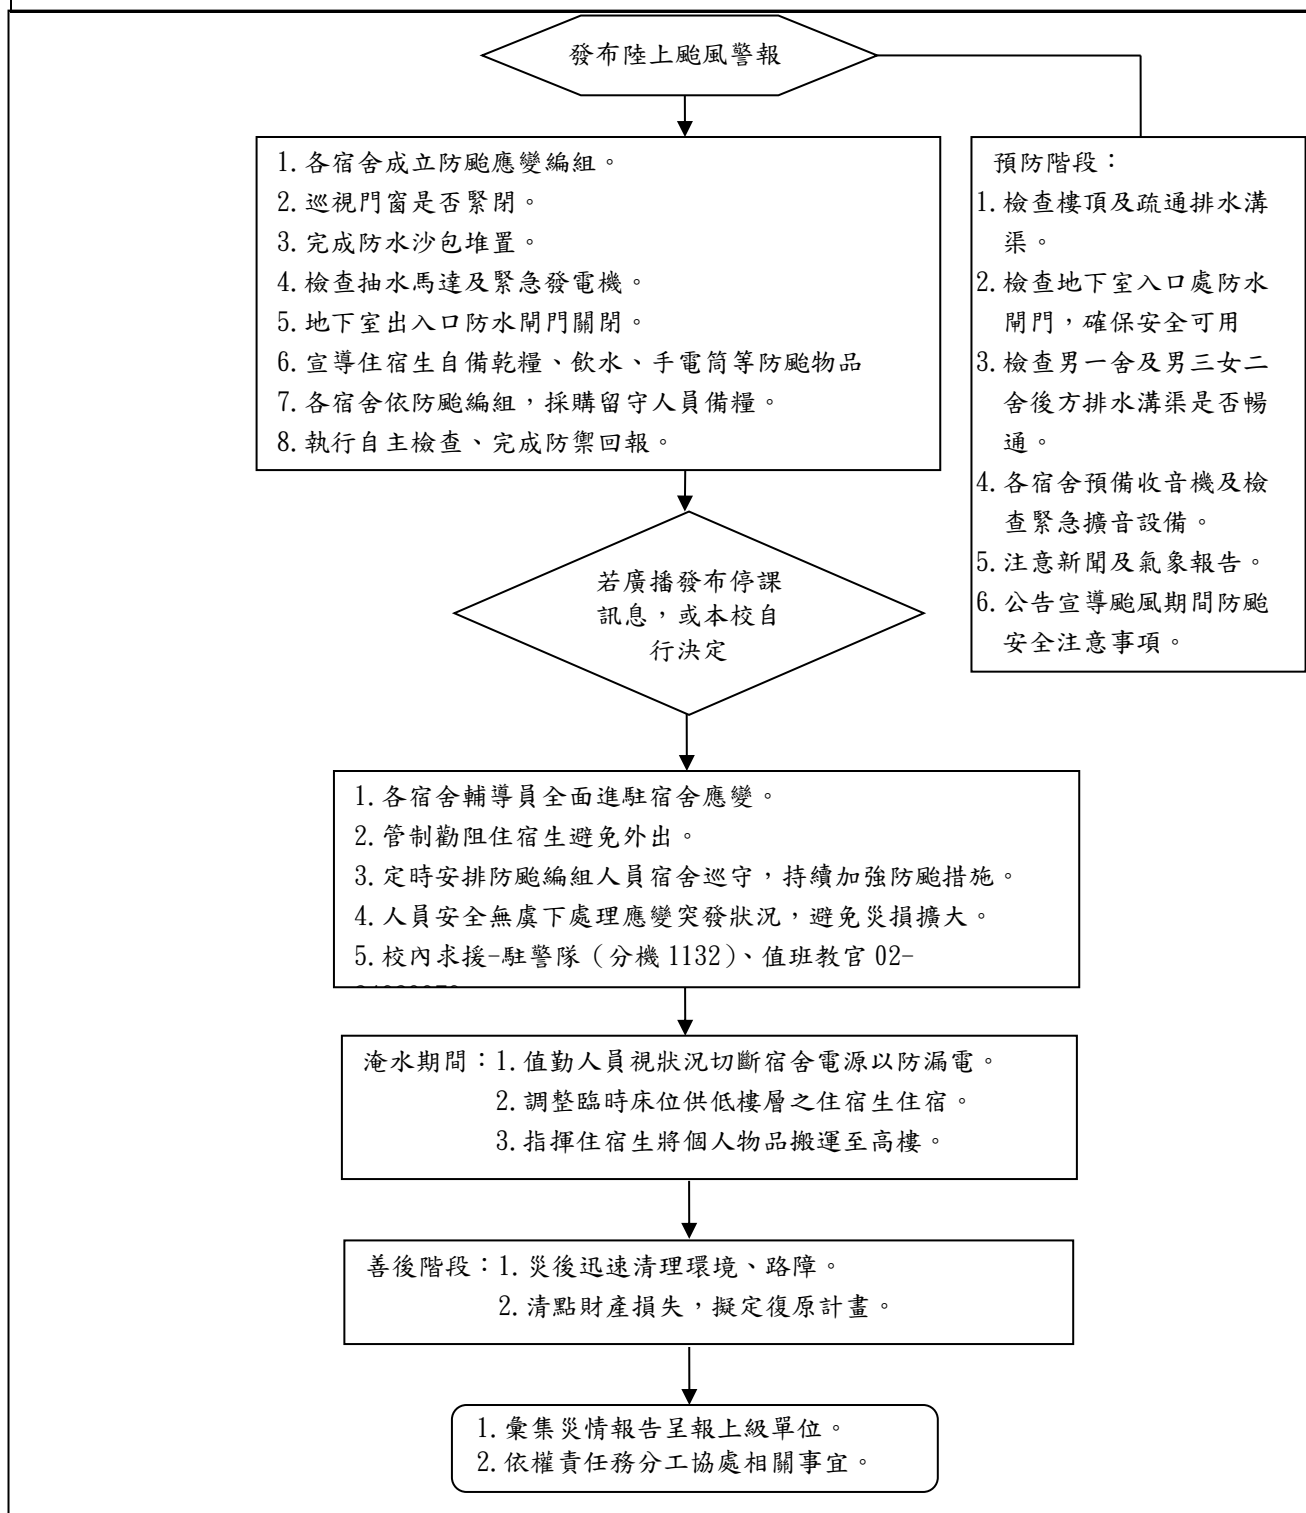 發布陸上颱風警報
1.各宿舍成立防颱應變編組。
2.巡視門窗是否緊閉。
3.完成防水沙包堆置。
4.檢查抽水馬達及緊急發電機。
5.地下室出入口防水閘門關閉。
6.宣導住宿生自備乾糧、飲水、手電筒等防颱物品
7.各宿舍依防颱編組，採購留守人員備糧。
8.執行自主檢查、完成防禦回報。
預防階段：
1.檢查樓頂及疏通排水溝
渠。
2.檢查地下室入口處防水
閘門，確保安全可用
3.檢查男一舍及男三女二
舍後方排水溝渠是否暢
通。
4.各宿舍預備收音機及檢
查緊急擴音設備。
5.注意新聞及氣象報告。
6.公告宣導颱風期間防颱
安全注意事項。
若廣播發布停課
訊息，或本校自
行決定
1.各宿舍輔導員全面進駐宿舍應變。
2.管制勸阻住宿生避免外出。
3.定時安排防颱編組人員宿舍巡守，持續加強防颱措施。
4.人員安全無虞下處理應變突發狀況，避免災損擴大。
5.校內求援-駐警隊（分機 1132）、值班教官 02-
淹水期間：1.值勤人員視狀況切斷宿舍電源以防漏電。
2.調整臨時床位供低樓層之住宿生住宿。
3.指揮住宿生將個人物品搬運至高樓。
善後階段：1.災後迅速清理環境、路障。
2.清點財產損失，擬定復原計畫。
1.彙集災情報告呈報上級單位。
2.依權責任務分工協處相關事宜。